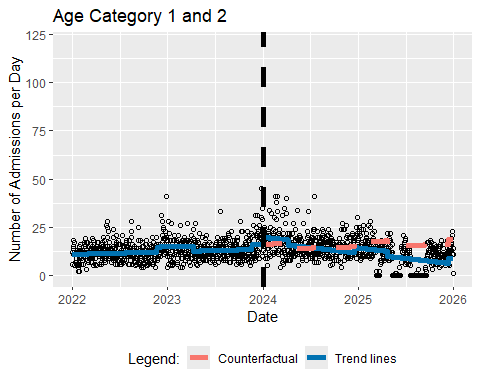 Age Category 1 and 2
Number of Admissions per Day
125
100
75
50
25
0
2022 2023 2024 2025 2026
Date
Legend: Counterfactual Trend lines